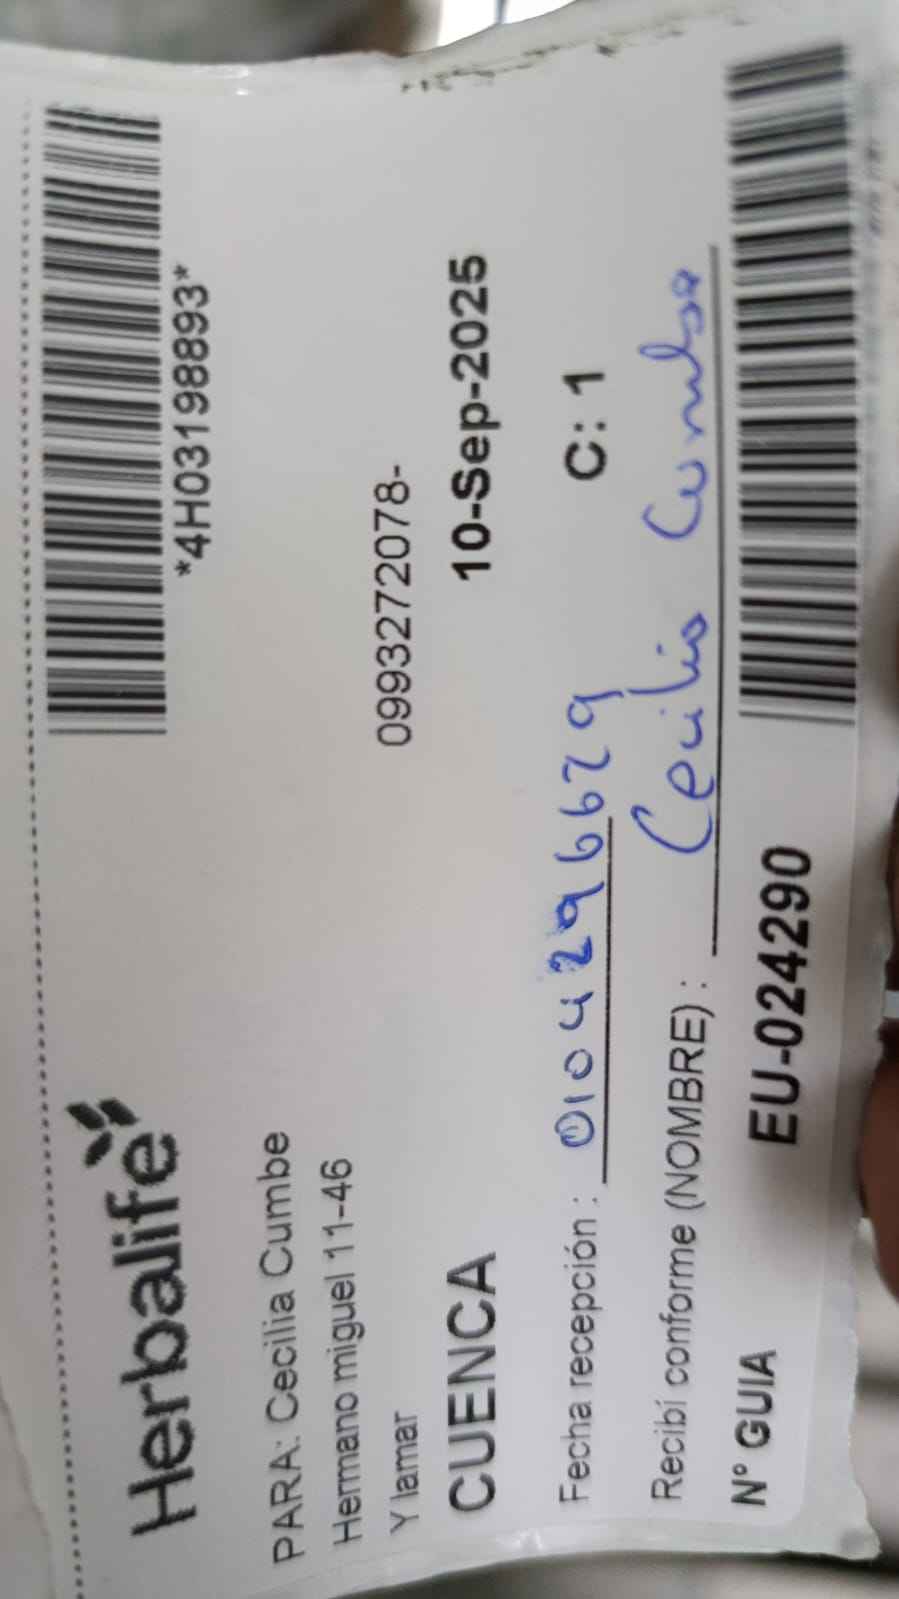 *4H03198893*
Herbalife
PARA: Cecilia Cumbe
Hermano miguel 11-46
Y lamar
0993272078-
CUENCA
10-Sep-2025
Fecha recepción : 0104296629
C: 1
Recibí conforme (NOMBRE) : Cecilia Cumbe
N° GUIA
EU-024290